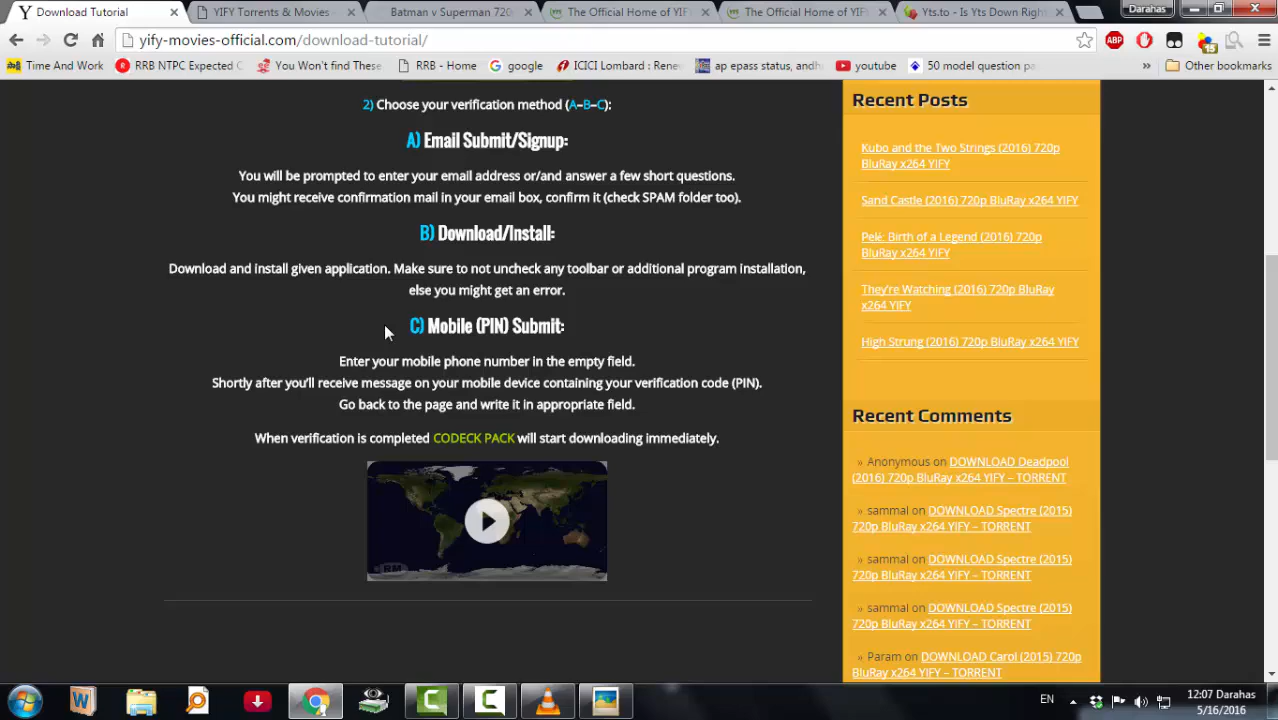 Download Tutorial
YIFY Torrents & Movies
Batman v Superman 720p
The Official Home of YIFY
The Official Home of YIFS
Yts.to - Is Yts Down Right
Darahas
yify-movies-official.com/download-tutorial/
ABP
15
Time And Work
RRB NTPC Expected C
You Won't find These
RRB - Home
google
ICICI Lombard : Rene
ap epass status, andh
youtube
50 model question pa
»
Other bookmarks
2) Choose your verification method (A–B–C):
A) Email Submit/Signup:
You will be prompted to enter your email address or/and answer a few short questions.
You might receive confirmation mail in your email box, confirm it (check SPAM folder too).
B) Download/Install:
Download and install given application. Make sure to not uncheck any toolbar or additional program installation,
else you might get an error.
C) Mobile (PIN) Submit:
Enter your mobile phone number in the empty field.
Shortly after you'll receive message on your mobile device containing your verification code (PIN).
Go back to the page and write it in appropriate field.
When verification is completed CODECK PACK will start downloading immediately.
Recent Posts
Kubo and the Two Strings (2016) 720p
BluRay x264 YIFY
Sand Castle (2016) 720p BluRay x264 YIFY
Pelé: Birth of a Legend (2016) 720p
BluRay x264 YIFY
They're Watching (2016) 720p BluRay
x264 YIFY
High Strung (2016) 720p BluRay x264 YIFY
Recent Comments
» Anonymous on DOWNLOAD Deadpool
(2016) 720p BluRay x264 YIFY – TORRENT
» sammal on DOWNLOAD Spectre (2015)
720p BluRay x264 YIFY – TORRENT
» sammal on DOWNLOAD Spectre (2015)
720p BluRay x264 YIFY – TORRENT
» sammal on DOWNLOAD Spectre (2015)
720p BluRay x264 YIFY – TORRENT
» Param on DOWNLOAD Carol (2015) 720p
BluRay x264 YIFY – TORRENT
EN
12:07 Darahas
5/16/2016